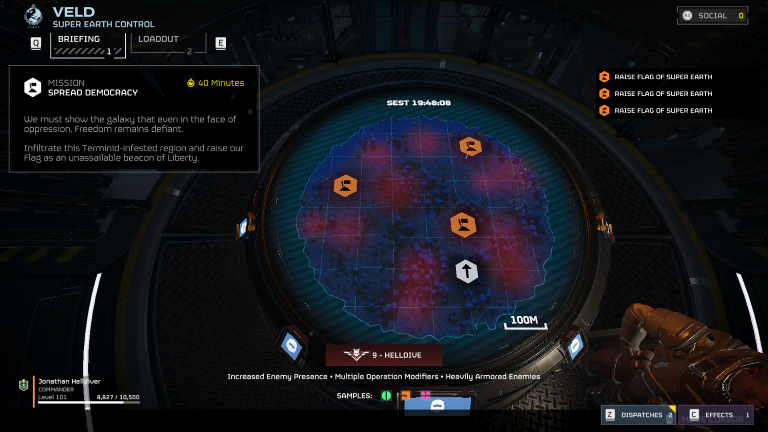 VELD
SUPER EARTH CONTROL
SOCIAL 0
Q
BRIEFING
1
LOADOUT
2
E
MISSION
SPREAD DEMOCRACY
40 Minutes
We must show the galaxy that even in the face of
oppression, Freedom remains defiant.
Infiltrate this Terminid-infested region and raise our
Flag as an unassailable beacon of Liberty.
RAISE FLAG OF SUPER EARTH
RAISE FLAG OF SUPER EARTH
RAISE FLAG OF SUPER EARTH
SEST 19:48:08
100M
9 - HELLDIVE
Increased Enemy Presence • Multiple Operation Modifiers • Heavily Armored Enemies
SAMPLES:
Jonathan Helldiver
COMMANDER
Level 101
8,827 / 10,500
Z DISPATCHES 2
C EFFECTS 1
CURSOR